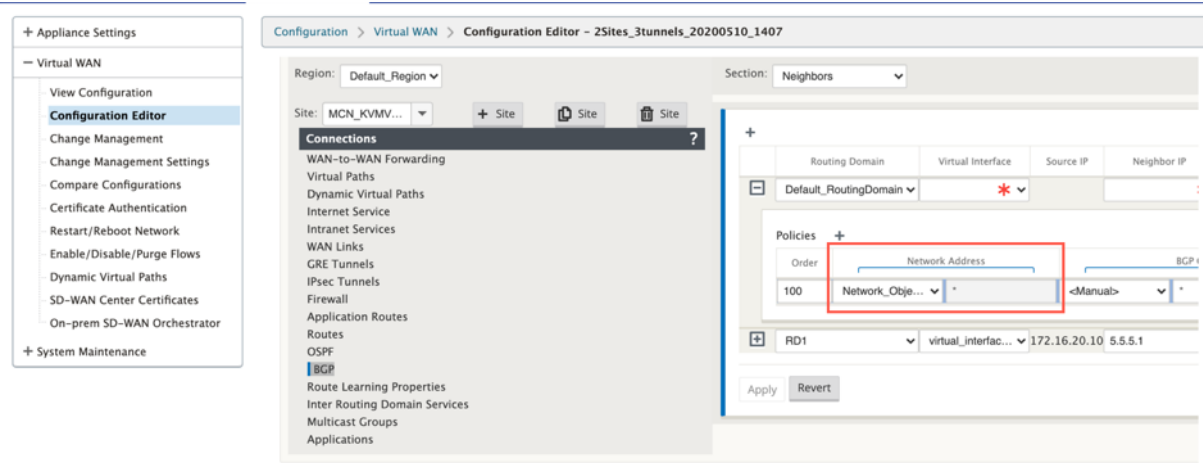 + Appliance Settings
− Virtual WAN
View Configuration
Configuration Editor
Change Management
Change Management Settings
Compare Configurations
Certificate Authentication
Restart/Reboot Network
Enable/Disable/Purge Flows
Dynamic Virtual Paths
SD-WAN Center Certificates
On-prem SD-WAN Orchestrator
+ System Maintenance
Configuration > Virtual WAN > Configuration Editor – 2Sites_3tunnels_20200510_1407
Region: Default_Region
Site: MCN_KVMV... + Site Site Site
Connections ?
WAN-to-WAN Forwarding
Virtual Paths
Dynamic Virtual Paths
Internet Service
Intranet Services
WAN Links
GRE Tunnels
IPsec Tunnels
Firewall
Application Routes
Routes
OSPF
BGP
Route Learning Properties
Inter Routing Domain Services
Multicast Groups
Applications
Section: Neighbors
+
Routing Domain Virtual Interface Source IP Neighbor IP
Default_RoutingDomain *
Policies +
Order Network Address BGP
100 Network_Obje... * <Manual> *
RD1 virtual_interfac... 172.16.20.10 5.5.5.1
Apply Revert